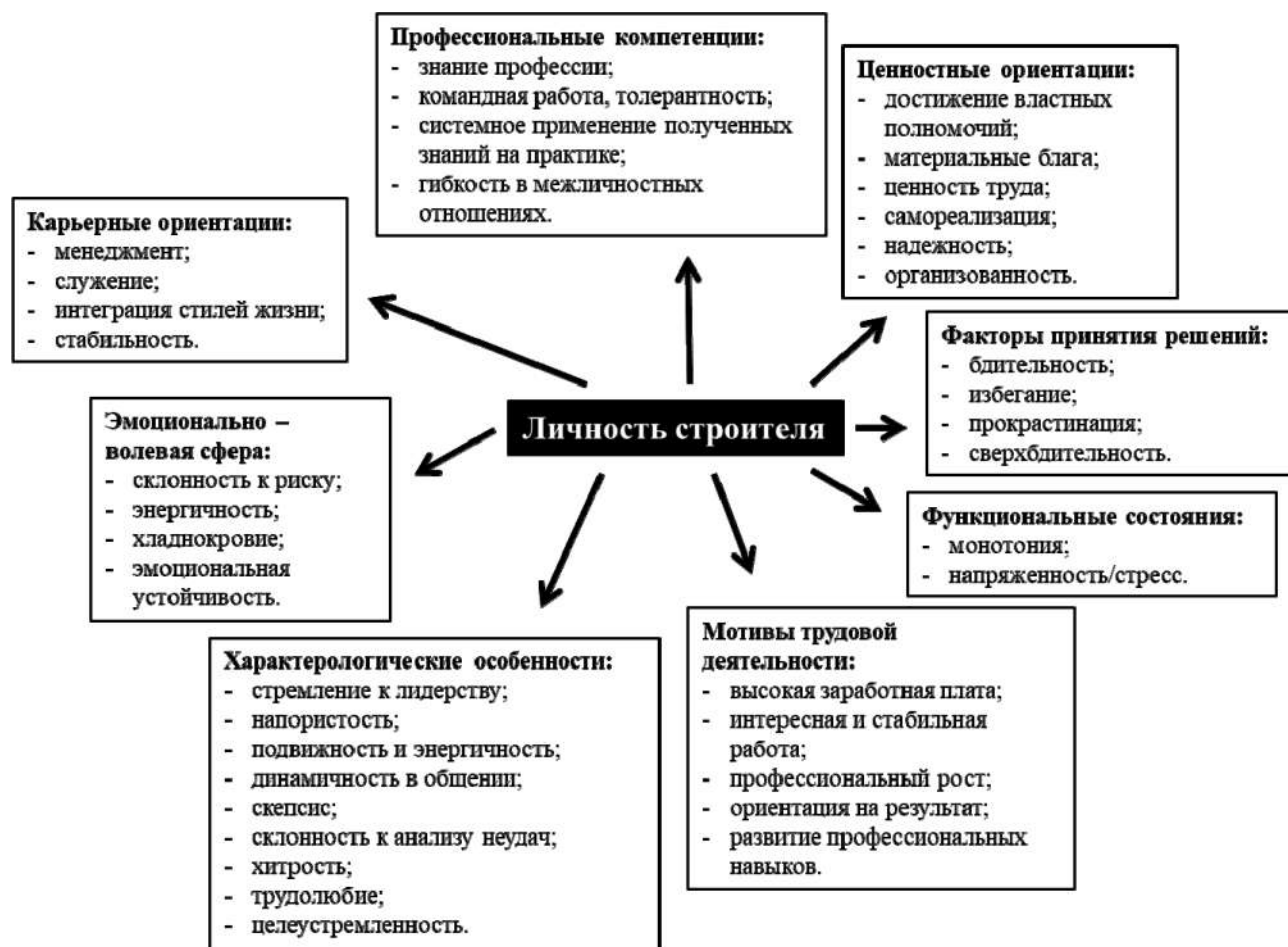 Профессиональные компетенции:
- знание профессии;
- командная работа, толерантность;
- системное применение полученных
знаний на практике;
- гибкость в межличностных
отношениях.
Ценностные ориентации:
- достижение властных
полномочий;
- материальные блага;
- ценность труда;
- самореализация;
- надежность;
- организованность.
Карьерные ориентации:
- менеджмент;
- служение;
- интеграция стилей жизни;
- стабильность.
Факторы принятия решений:
- бдительность;
- избегание;
- прокрастинация;
- сверхбдительность.
Личность строителя
Эмоционально –
волевая сфера:
- склонность к риску;
- энергичность;
- хладнокровие;
- эмоциональная
устойчивость.
Функциональные состояния:
- монотония;
- напряженность/стресс.
Характерологические особенности:
- стремление к лидерству;
- напористость;
- подвижность и энергичность;
- динамичность в общении;
- скепсис;
- склонность к анализу неудач;
- хитрость;
- трудолюбие;
- целеустремленность.
Мотивы трудовой
деятельности:
- высокая заработная плата;
- интересная и стабильная
работа;
- профессиональный рост;
- ориентация на результат;
- развитие профессиональных
навыков.